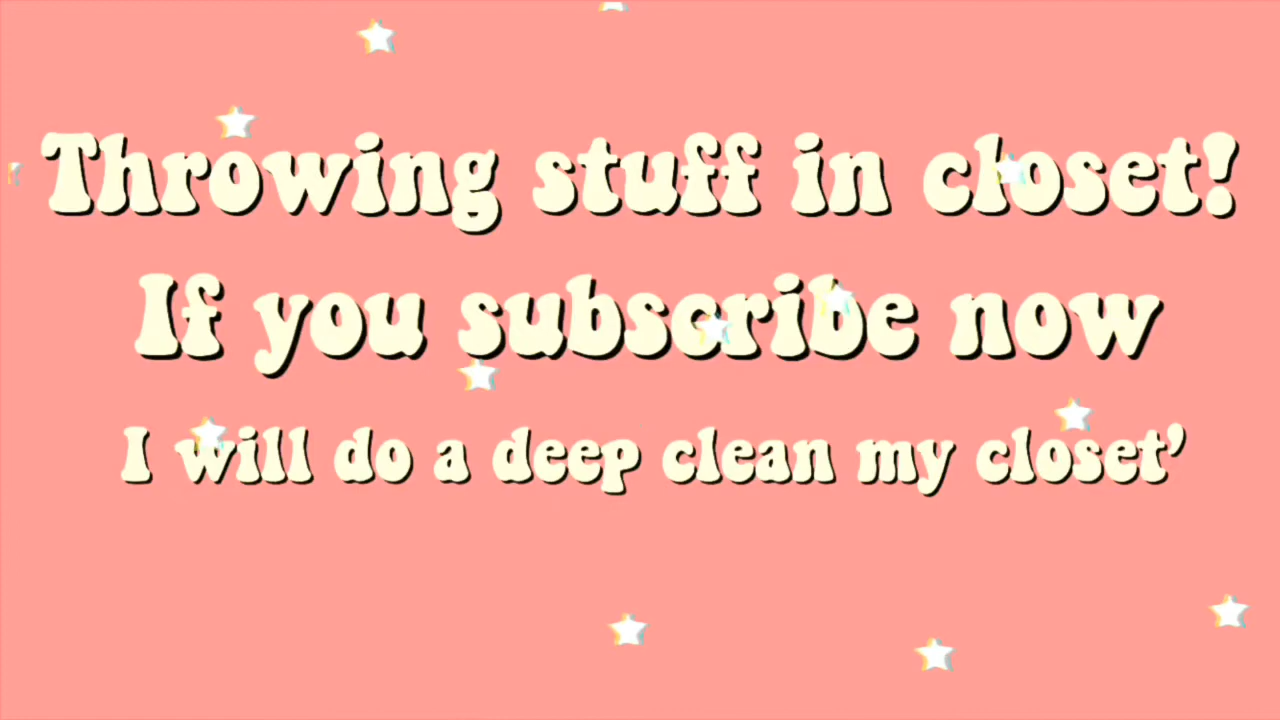 Throwing stuff in closet!
If you subscribe now
I will do a deep clean my closet’